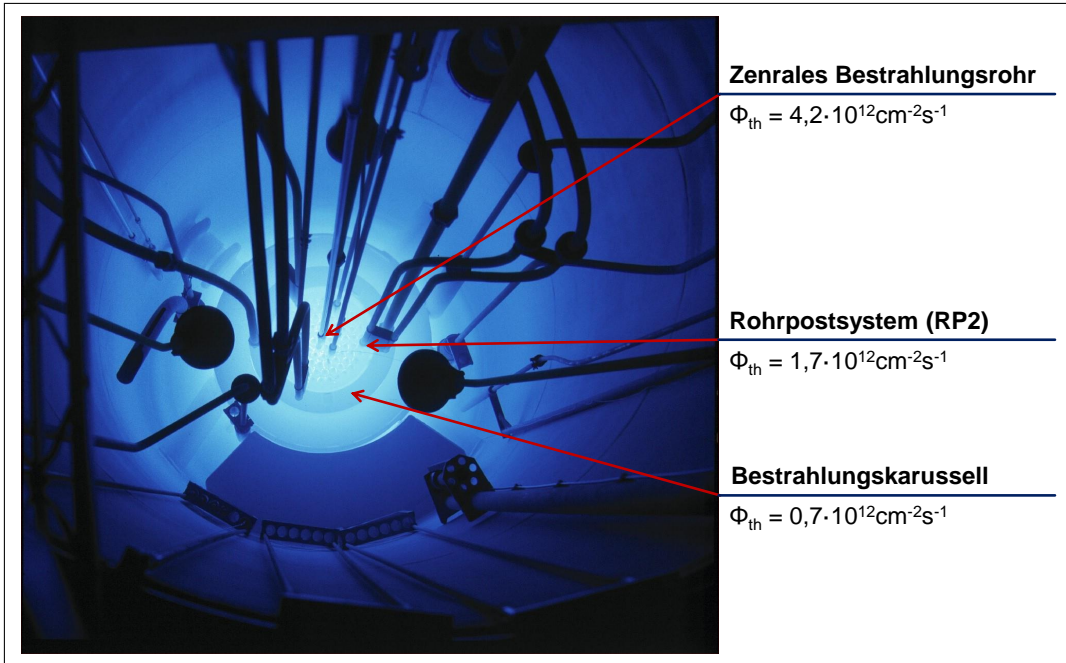 Zenrales Bestrahlungsrohr
Φth = 4,2·10¹²cm⁻²s⁻¹
Rohrpostsystem (RP2)
Φth = 1,7·10¹²cm⁻²s⁻¹
Bestrahlungskarussell
Φth = 0,7·10¹²cm⁻²s⁻¹